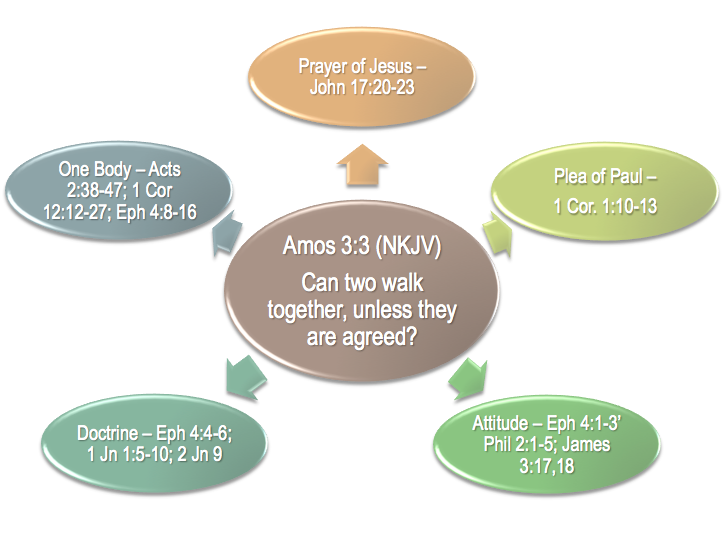 Prayer of Jesus –
John 17:20-23
One Body – Acts
2:38-47; 1 Cor
12:12-27; Eph 4:8-16
Plea of Paul –
1 Cor. 1:10-13
Amos 3:3 (NKJV)
Can two walk
together, unless they
are agreed?
Doctrine – Eph 4:4-6;
1 Jn 1:5-10; 2 Jn 9
Attitude – Eph 4:1-3’
Phil 2:1-5; James
3:17,18